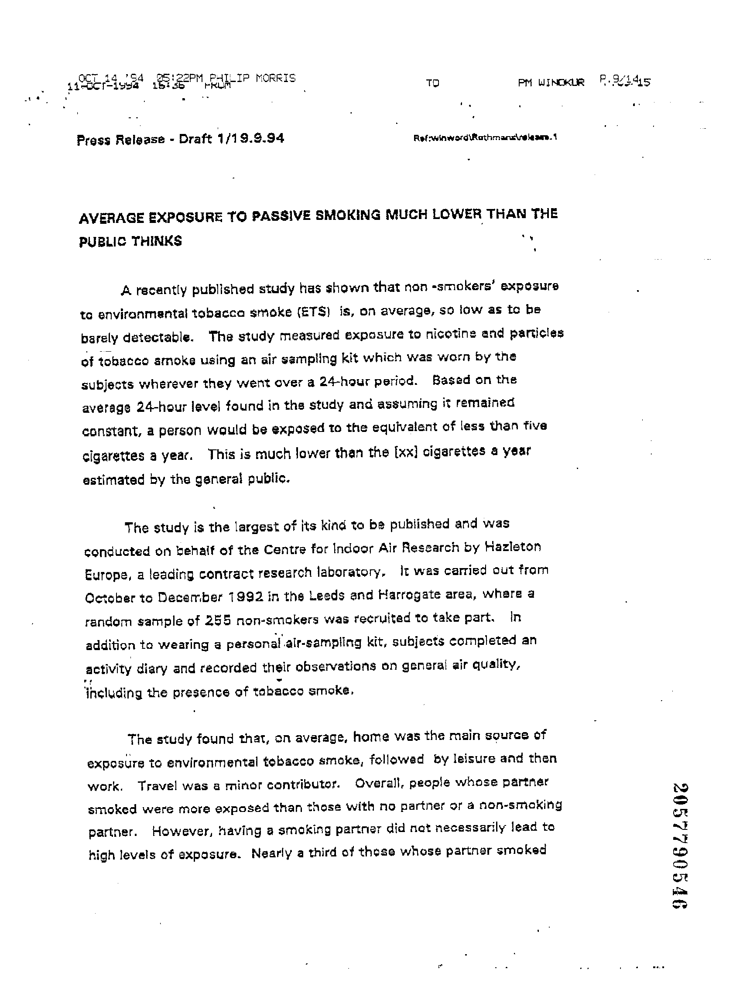 OCT 14 '94 05:22PM PHILIP MORRIS
11-OCT-1994 16:36 TO PM WINOKUR
Press Release - Draft 1/19.9.94 Ref:winword\Rothmans\release.1
AVERAGE EXPOSURE TO PASSIVE SMOKING MUCH LOWER THAN THE
PUBLIC THINKS
A recently published study has shown that non -smokers' exposure
to environmental tobacco smoke (ETS) is, on average, so low as to be
barely detectable. The study measured exposure to nicotine and particles
of tobacco smoke using an air sampling kit which was worn by the
subjects wherever they went over a 24-hour period. Based on the
average 24-hour level found in the study and assuming it remained
constant, a person would be exposed to the equivalent of less than five
cigarettes a year. This is much lower than the [xx] cigarettes a year
estimated by the general public.
The study is the largest of its kind to be published and was
conducted on behalf of the Centre for Indoor Air Research by Hazleton
Europe, a leading contract research laboratory. It was carried out from
October to December 1992 in the Leeds and Harrogate area, where a
random sample of 255 non-smokers was recruited to take part. In
addition to wearing a personal air-sampling kit, subjects completed an
activity diary and recorded their observations on general air quality,
including the presence of tobacco smoke.
The study found that, on average, home was the main source of
exposure to environmental tobacco smoke, followed by leisure and then
work. Travel was a minor contributor. Overall, people whose partner
smoked were more exposed than those with no partner or a non-smoking
partner. However, having a smoking partner did not necessarily lead to
high levels of exposure. Nearly a third of those whose partner smoked
2057790546